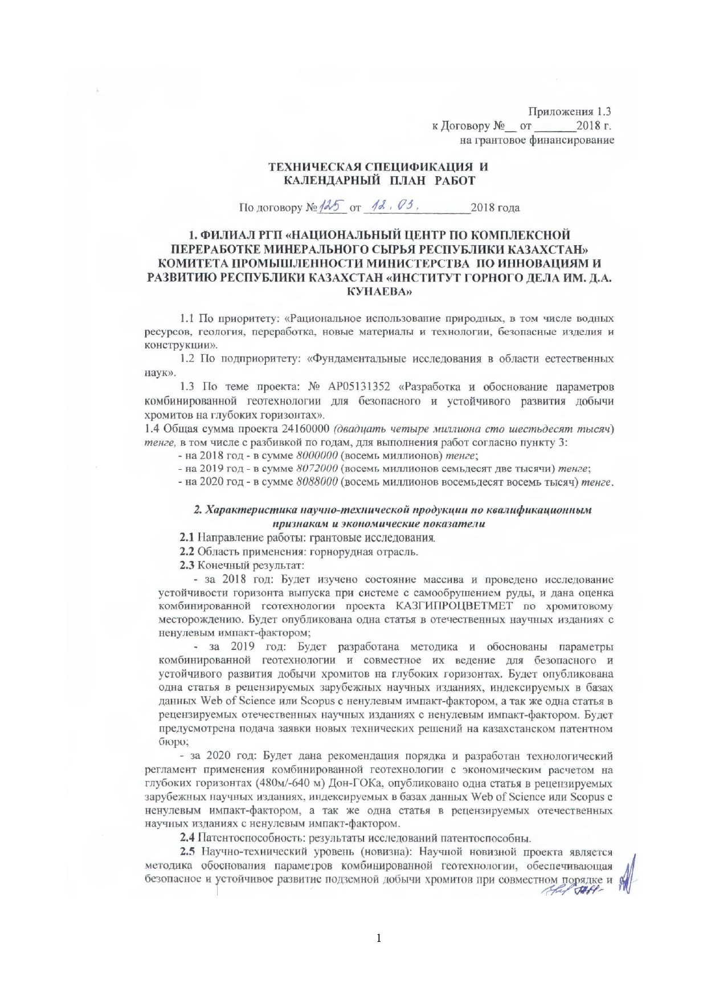 Приложения 1.3
к Договору №__ от _______2018 г.
на грантовое финансирование
ТЕХНИЧЕСКАЯ СПЕЦИФИКАЦИЯ И
КАЛЕНДАРНЫЙ ПЛАН РАБОТ
По договору № 125 от 12.03. 2018 года
1. ФИЛИАЛ РГП «НАЦИОНАЛЬНЫЙ ЦЕНТР ПО КОМПЛЕКСНОЙ
ПЕРЕРАБОТКЕ МИНЕРАЛЬНОГО СЫРЬЯ РЕСПУБЛИКИ КАЗАХСТАН»
КОМИТЕТА ПРОМЫШЛЕННОСТИ МИНИСТЕРСТВА ПО ИННОВАЦИЯМ И
РАЗВИТИЮ РЕСПУБЛИКИ КАЗАХСТАН «ИНСТИТУТ ГОРНОГО ДЕЛА ИМ. Д.А.
КУНАЕВА»
1.1 По приоритету: «Рациональное использование природных, в том числе водных
ресурсов, геология, переработка, новые материалы и технологии, безопасные изделия и
конструкции».
1.2 По подприоритету: «Фундаментальные исследования в области естественных
наук».
1.3 По теме проекта: № АР05131352 «Разработка и обоснование параметров
комбинированной геотехнологии для безопасного и устойчивого развития добычи
хромитов на глубоких горизонтах».
1.4 Общая сумма проекта 24160000 (двадцать четыре миллиона сто шестьдесят тысяч)
тенге, в том числе с разбивкой по годам, для выполнения работ согласно пункту 3:
- на 2018 год - в сумме 8000000 (восемь миллионов) тенге;
- на 2019 год - в сумме 8072000 (восемь миллионов семьдесят две тысячи) тенге;
- на 2020 год - в сумме 8088000 (восемь миллионов восемьдесят восемь тысяч) тенге.
2. Характеристика научно-технической продукции по квалификационным
признакам и экономические показатели
2.1 Направление работы: грантовые исследования.
2.2 Область применения: горнорудная отрасль.
2.3 Конечный результат:
- за 2018 год: Будет изучено состояние массива и проведено исследование
устойчивости горизонта выпуска при системе с самообрушением руды, и дана оценка
комбинированной геотехнологии проекта КАЗГИПРОЦВЕТМЕТ по хромитовому
месторождению. Будет опубликована одна статья в отечественных научных изданиях с
ненулевым импакт-фактором;
- за 2019 год: Будет разработана методика и обоснованы параметры
комбинированной геотехнологии и совместное их ведение для безопасного и
устойчивого развития добычи хромитов на глубоких горизонтах. Будет опубликована
одна статья в рецензируемых зарубежных научных изданиях, индексируемых в базах
данных Web of Science или Scopus с ненулевым импакт-фактором, а так же одна статья в
рецензируемых отечественных научных изданиях с ненулевым импакт-фактором. Будет
предусмотрена подача заявки новых технических решений на казахстанском патентном
бюро;
- за 2020 год: Будет дана рекомендация порядка и разработан технологический
регламент применения комбинированной геотехнологии с экономическим расчетом на
глубоких горизонтах (480м/-640 м) Дон-ГОКа, опубликовано одна статья в рецензируемых
зарубежных научных изданиях, индексируемых в базах данных Web of Science или Scopus с
ненулевым импакт-фактором, а так же одна статья в рецензируемых отечественных
научных изданиях с ненулевым импакт-фактором.
2.4 Патентоспособность: результаты исследований патентоспособны.
2.5 Научно-технический уровень (новизна): Научной новизной проекта является
методика обоснования параметров комбинированной геотехнологии, обеспечивающая
безопасное и устойчивое развитие подземной добычи хромитов при совместном порядке и
1